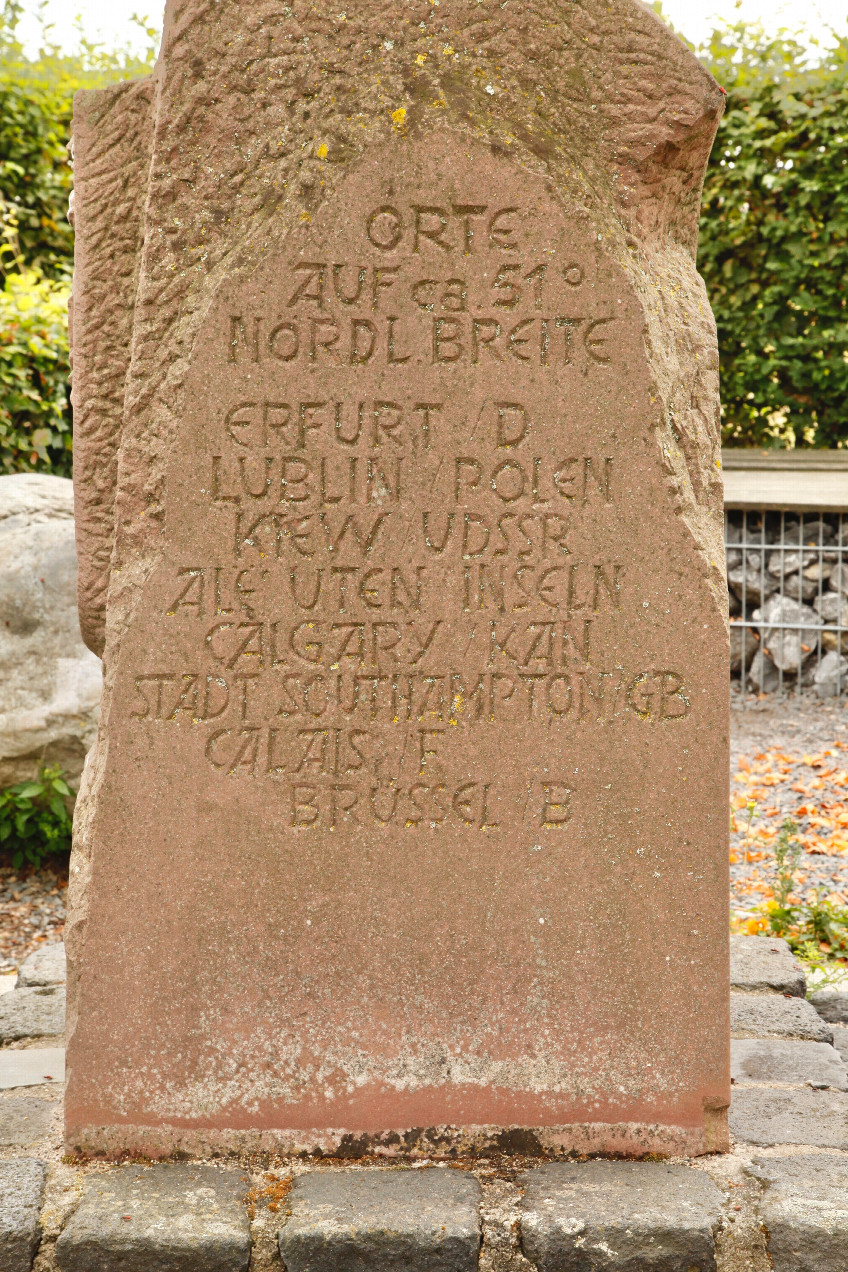 ORTE
AUF ca. 51°
NÖRDL. BREITE
ERFURT / D
LUBLIN / POLEN
KIEW / UDSSR
ALËUTEN INSELN
CALGARY / KAN
STADT SOUTHAMPTON/GB
CALAIS / F
BRÜSSEL / B